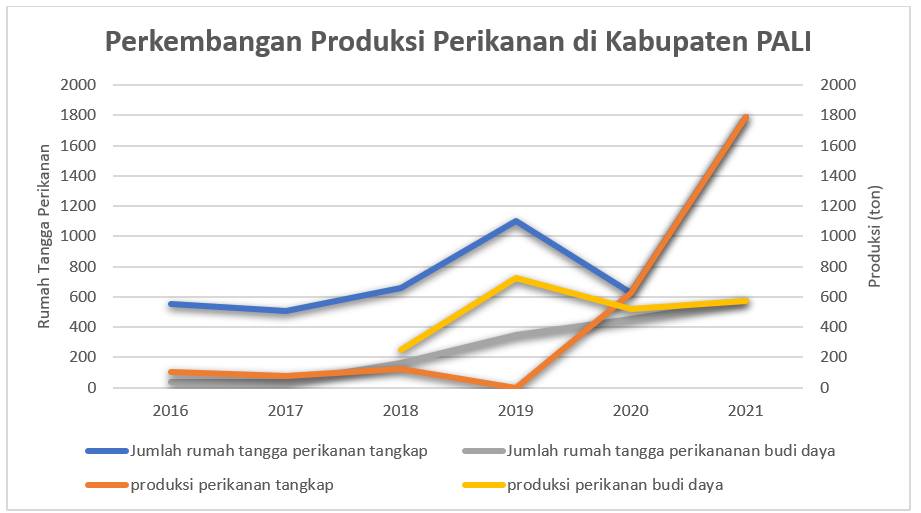 Perkembangan Produksi Perikanan di Kabupaten PALI
2000
1800
1600
1400
1200
1000
800
600
400
200
0
Rumah Tangga Perikanan
2000
1800
1600
1400
1200
1000
800
600
400
200
0
Produksi (ton)
2016 2017 2018 2019 2020 2021
Jumlah rumah tangga perikanan tangkap
Jumlah rumah tangga perikananan budi daya
produksi perikanan tangkap
produksi perikanan budi daya